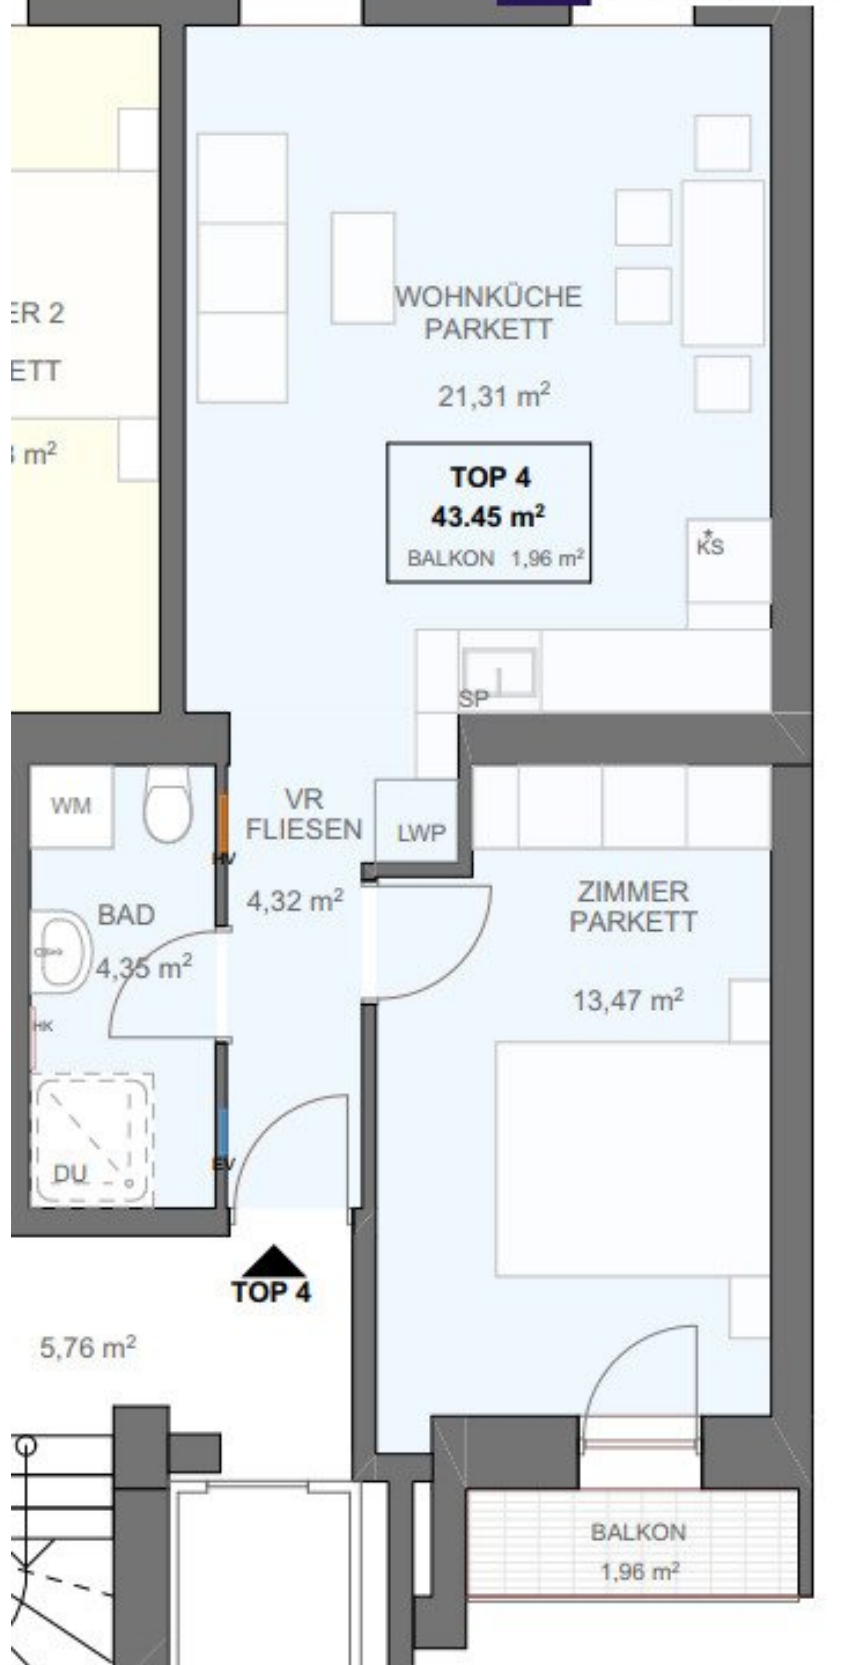 ER 2
ETT
m²
WOHNKÜCHE
PARKETT
21,31 m²
TOP 4
43.45 m²
BALKON 1,96 m²
KS
*
SP
WM
VR
FLIESEN
4,32 m²
LWP
HV
BAD
4,35 m²
HK
DU
EV
ZIMMER
PARKETT
13,47 m²
TOP 4
5,76 m²
BALKON
1,96 m²